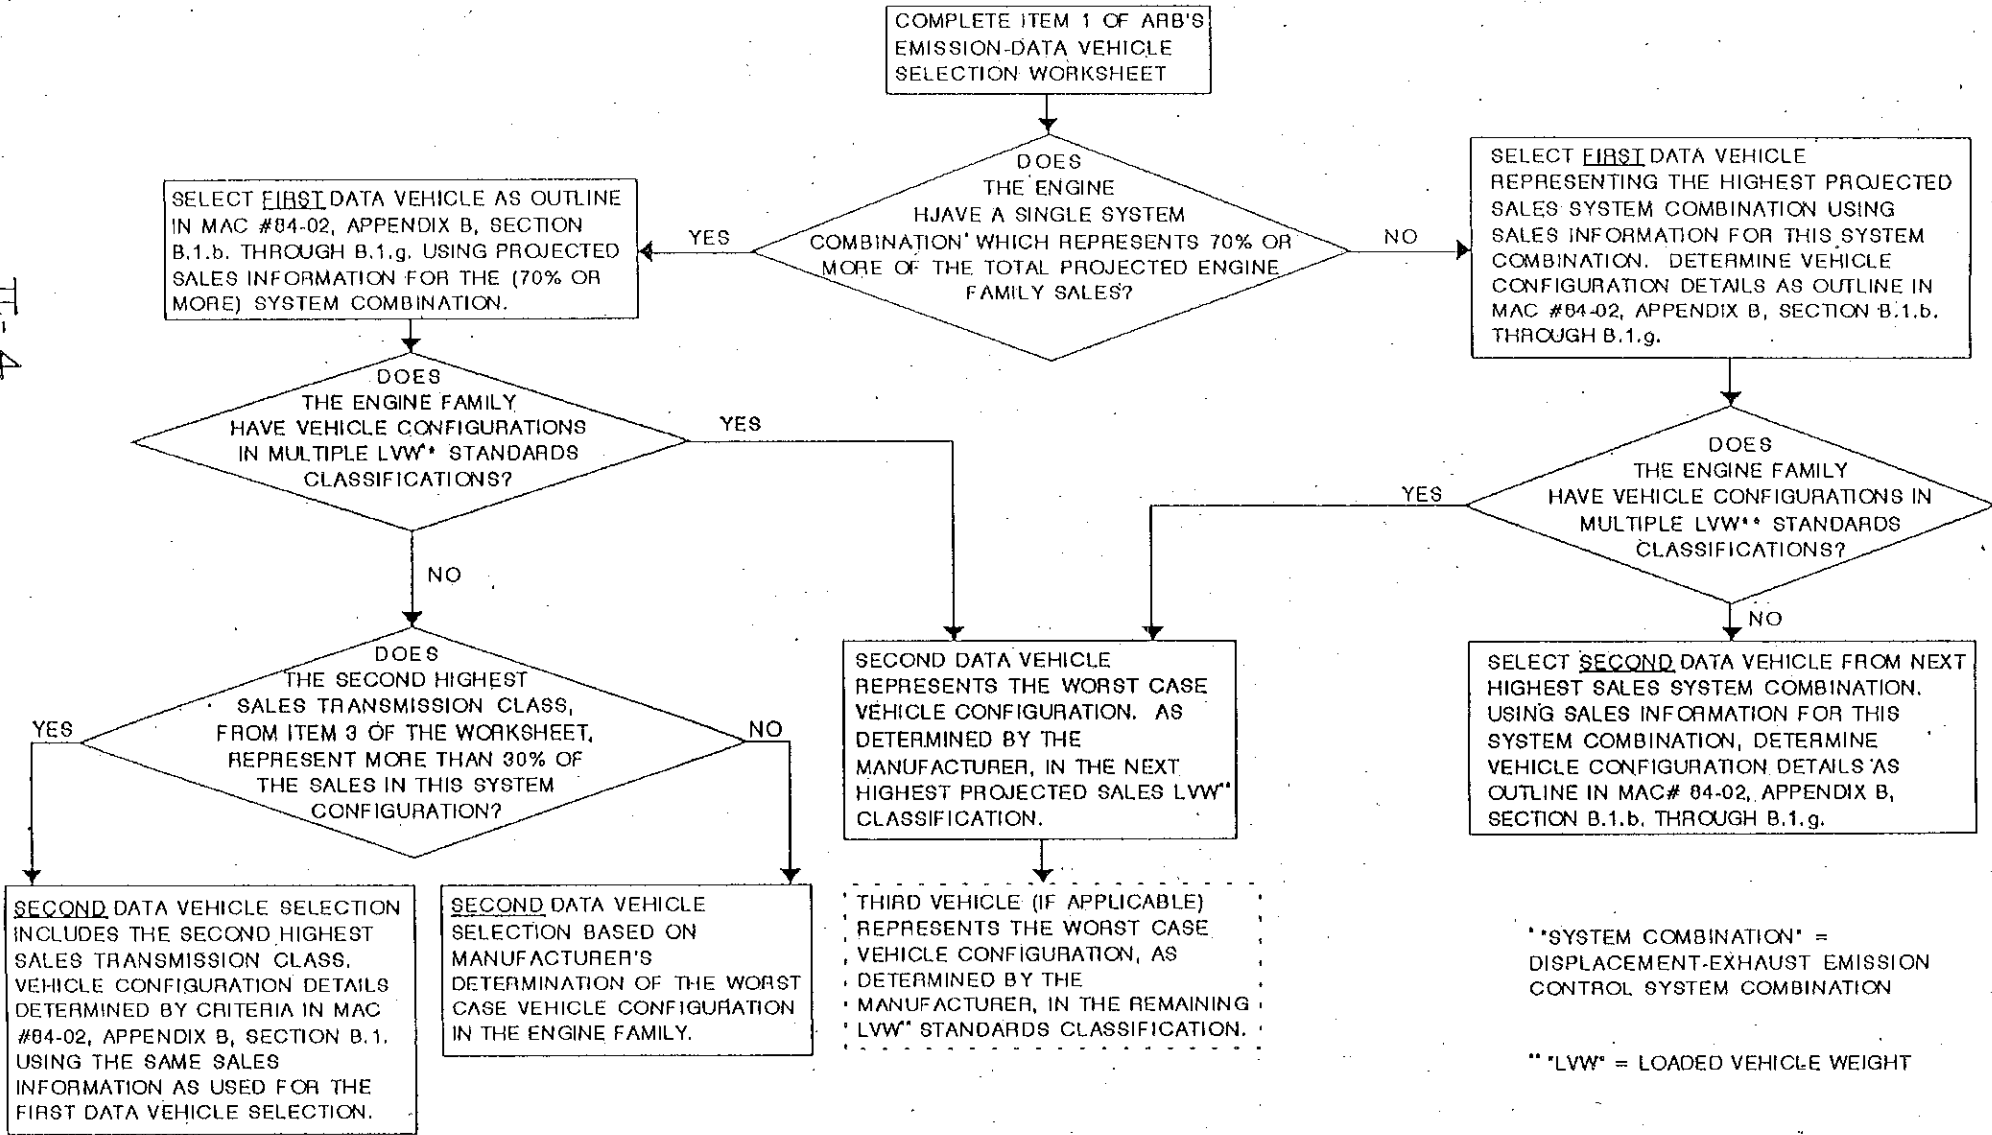 COMPLETE ITEM 1 OF ARB'S
EMISSION-DATA VEHICLE
SELECTION WORKSHEET
DOES
THE ENGINE
HJAVE A SINGLE SYSTEM
COMBINATION* WHICH REPRESENTS 70% OR
MORE OF THE TOTAL PROJECTED ENGINE
FAMILY SALES?
YES
NO
SELECT FIRST DATA VEHICLE AS OUTLINE
IN MAC #84-02, APPENDIX B, SECTION
B.1.b. THROUGH B.1.g. USING PROJECTED
SALES INFORMATION FOR THE (70% OR
MORE) SYSTEM COMBINATION.
SELECT FIRST DATA VEHICLE
REPRESENTING THE HIGHEST PROJECTED
SALES SYSTEM COMBINATION USING
SALES INFORMATION FOR THIS SYSTEM
COMBINATION. DETERMINE VEHICLE
CONFIGURATION DETAILS AS OUTLINE IN
MAC #84-02, APPENDIX B, SECTION B.1.b.
THROUGH B.1.g.
DOES
THE ENGINE FAMILY
HAVE VEHICLE CONFIGURATIONS
IN MULTIPLE LVW** STANDARDS
CLASSIFICATIONS?
YES
NO
DOES
THE ENGINE FAMILY
HAVE VEHICLE CONFIGURATIONS IN
MULTIPLE LVW** STANDARDS
CLASSIFICATIONS?
YES
NO
DOES
THE SECOND HIGHEST
SALES TRANSMISSION CLASS,
FROM ITEM 3 OF THE WORKSHEET,
REPRESENT MORE THAN 30% OF
THE SALES IN THIS SYSTEM
CONFIGURATION?
YES
NO
SECOND DATA VEHICLE
REPRESENTS THE WORST CASE
VEHICLE CONFIGURATION. AS
DETERMINED BY THE
MANUFACTURER, IN THE NEXT
HIGHEST PROJECTED SALES LVW**
CLASSIFICATION.
SELECT SECOND DATA VEHICLE FROM NEXT
HIGHEST SALES SYSTEM COMBINATION.
USING SALES INFORMATION FOR THIS
SYSTEM COMBINATION, DETERMINE
VEHICLE CONFIGURATION DETAILS AS
OUTLINE IN MAC# 84-02, APPENDIX B,
SECTION B.1.b. THROUGH B.1.g.
SECOND DATA VEHICLE SELECTION
INCLUDES THE SECOND HIGHEST
SALES TRANSMISSION CLASS.
VEHICLE CONFIGURATION DETAILS
DETERMINED BY CRITERIA IN MAC
#84-02, APPENDIX B, SECTION B.1.
USING THE SAME SALES
INFORMATION AS USED FOR THE
FIRST DATA VEHICLE SELECTION.
SECOND DATA VEHICLE
SELECTION BASED ON
MANUFACTURER'S
DETERMINATION OF THE WORST
CASE VEHICLE CONFIGURATION
IN THE ENGINE FAMILY.
THIRD VEHICLE (IF APPLICABLE)
REPRESENTS THE WORST CASE
VEHICLE CONFIGURATION, AS
DETERMINED BY THE
MANUFACTURER, IN THE REMAINING
LVW** STANDARDS CLASSIFICATION.
* "SYSTEM COMBINATION" =
DISPLACEMENT-EXHAUST EMISSION
CONTROL SYSTEM COMBINATION
** "LVW" = LOADED VEHICLE WEIGHT